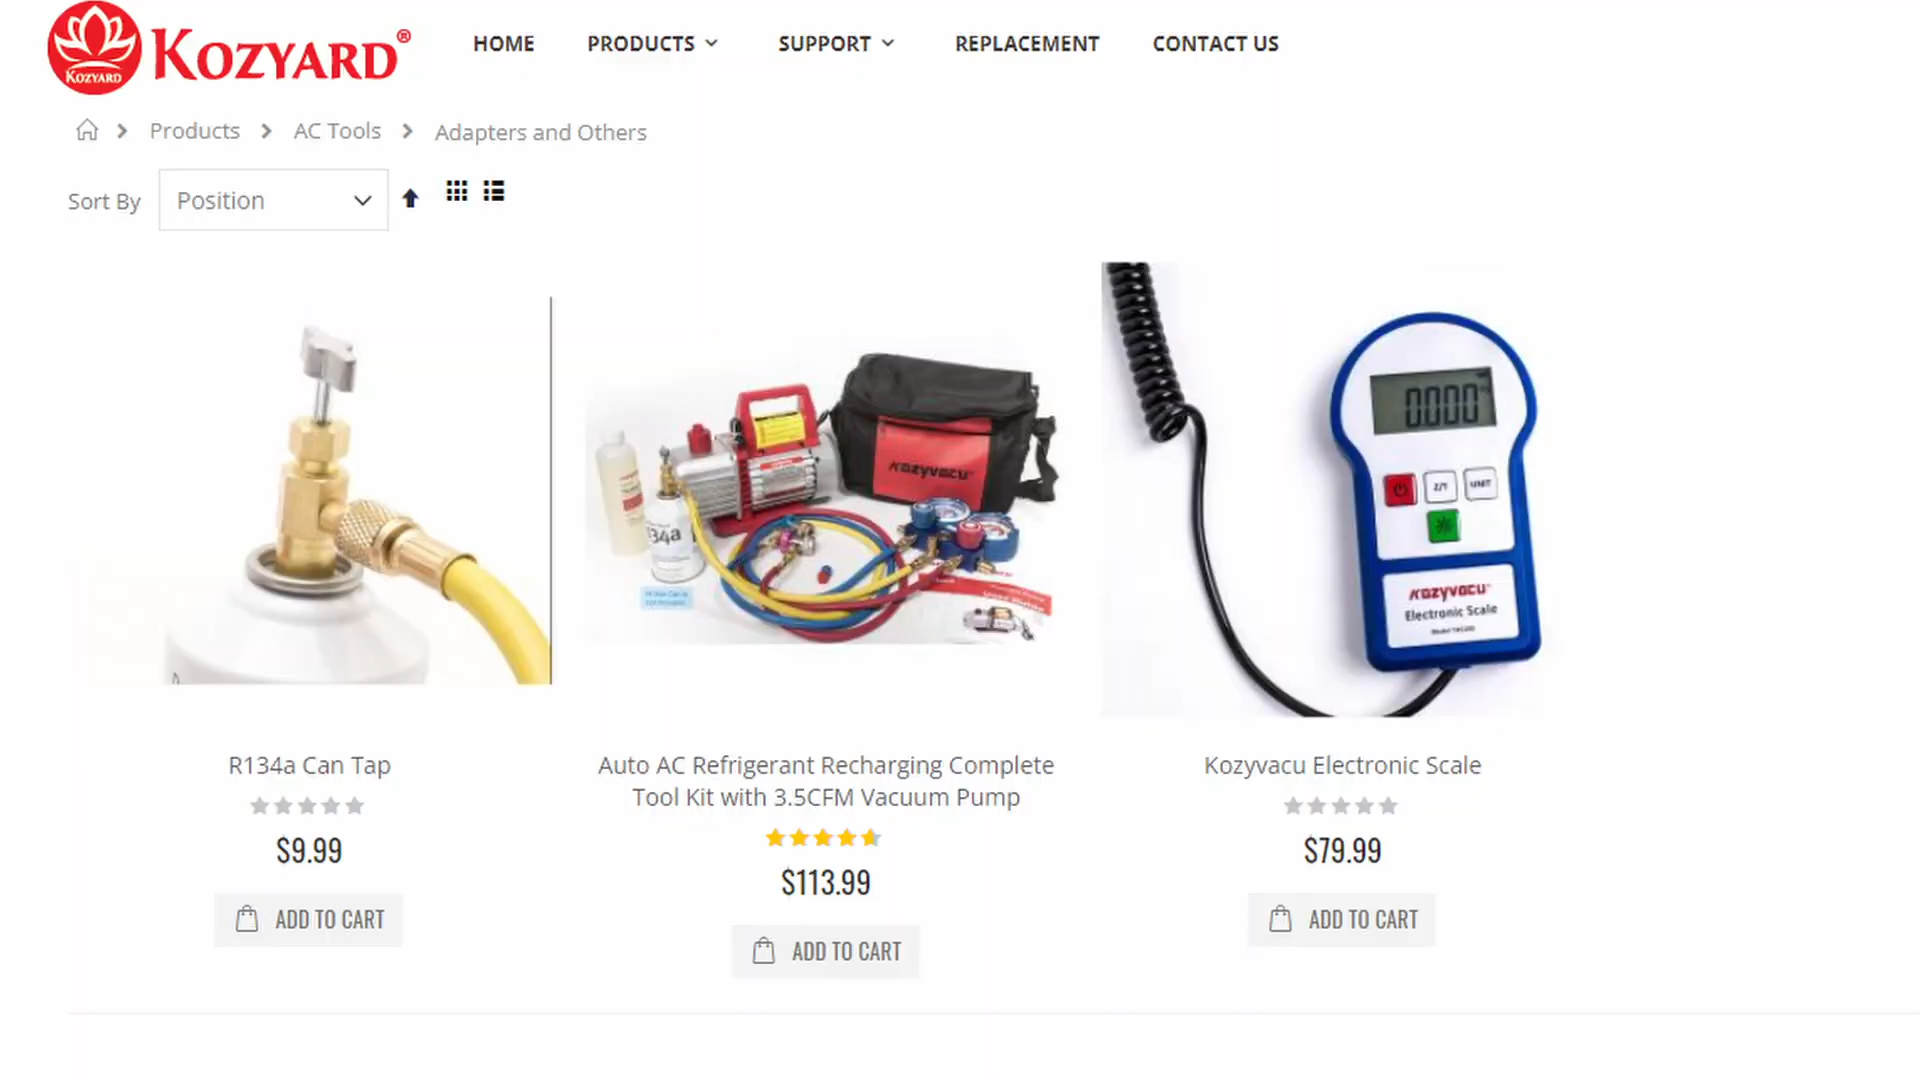 KOZYARD
KOZYARD®
HOME
PRODUCTS
SUPPORT
REPLACEMENT
CONTACT US
Products
AC Tools
Adapters and Others
Sort By
Position
34a
Kozyvacu
0.000
Z/T
UNIT
KOZYVACU
Electronic Scale
R134a Can Tap
$9.99
ADD TO CART
Auto AC Refrigerant Recharging Complete
Tool Kit with 3.5CFM Vacuum Pump
$113.99
ADD TO CART
Kozyvacu Electronic Scale
$79.99
ADD TO CART